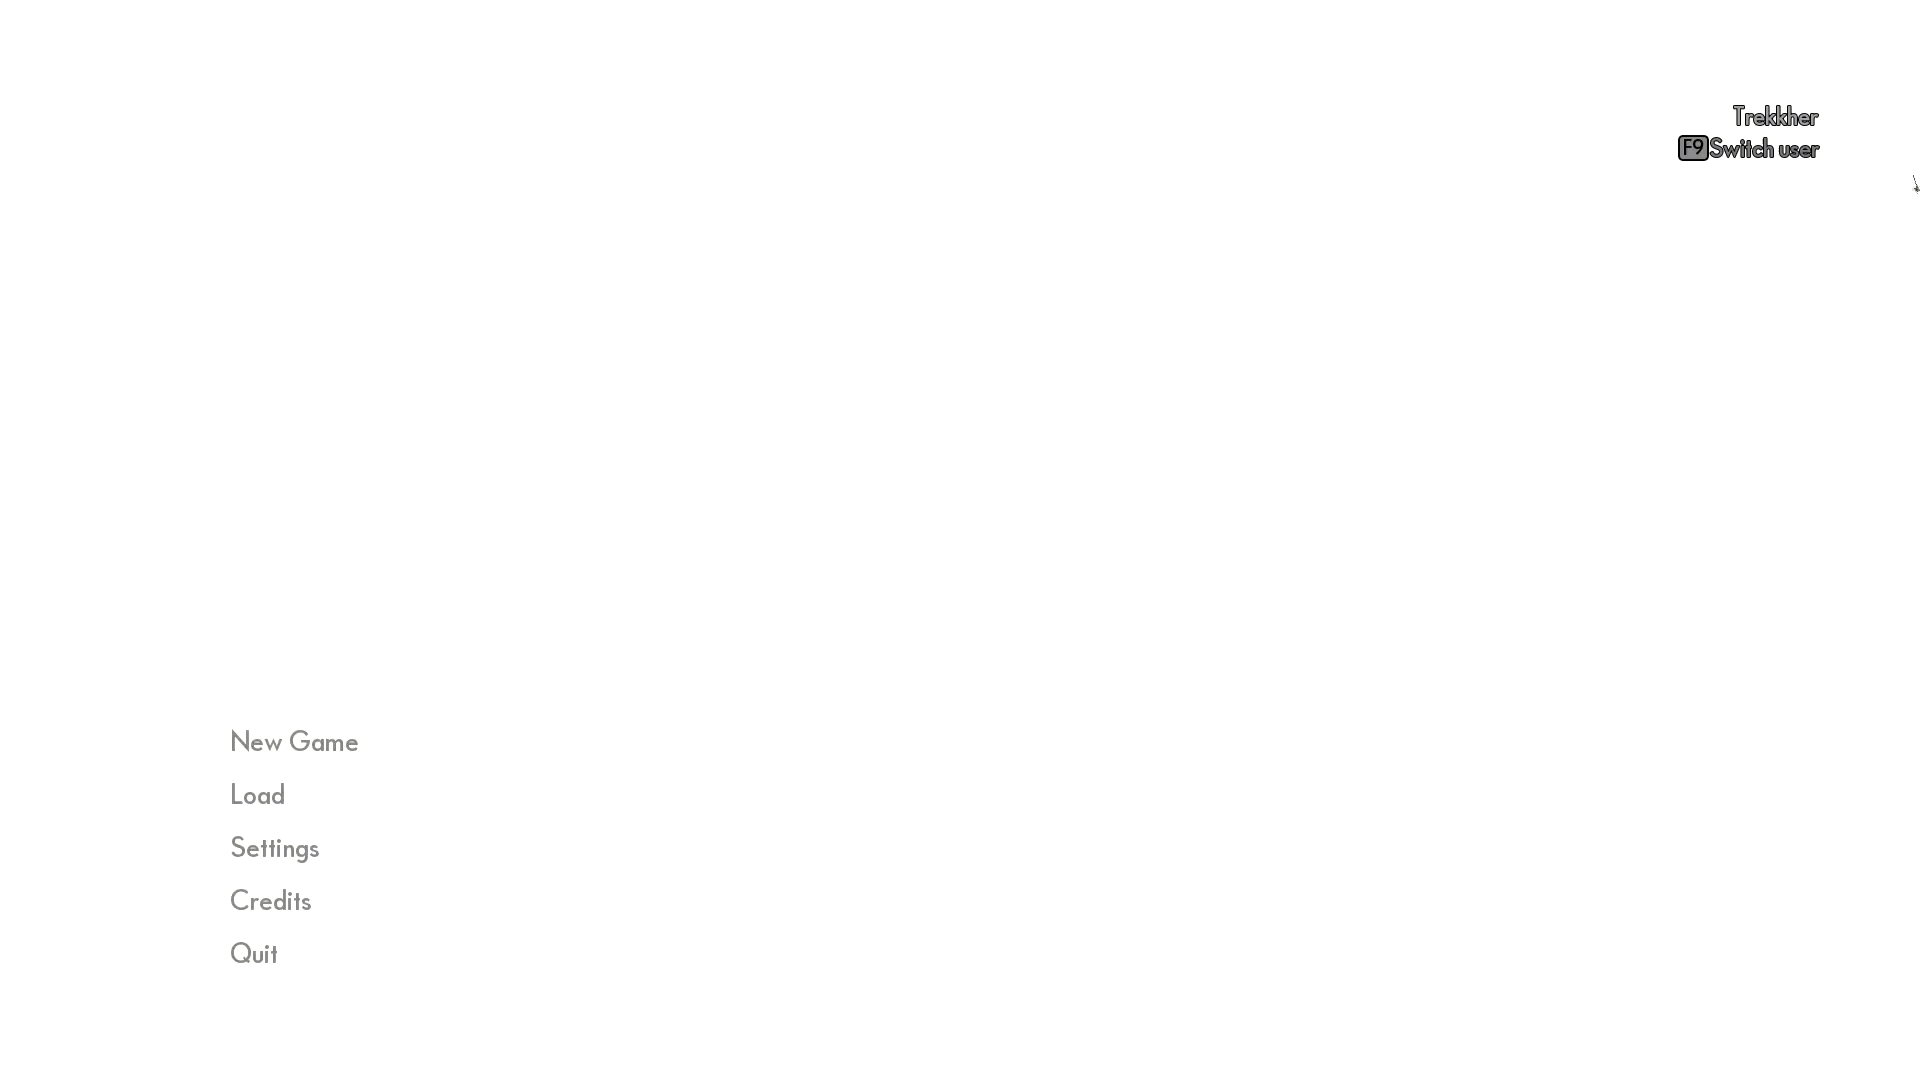 Trekkher
F9 Switch user
New Game
Load
Settings
Credits
Quit